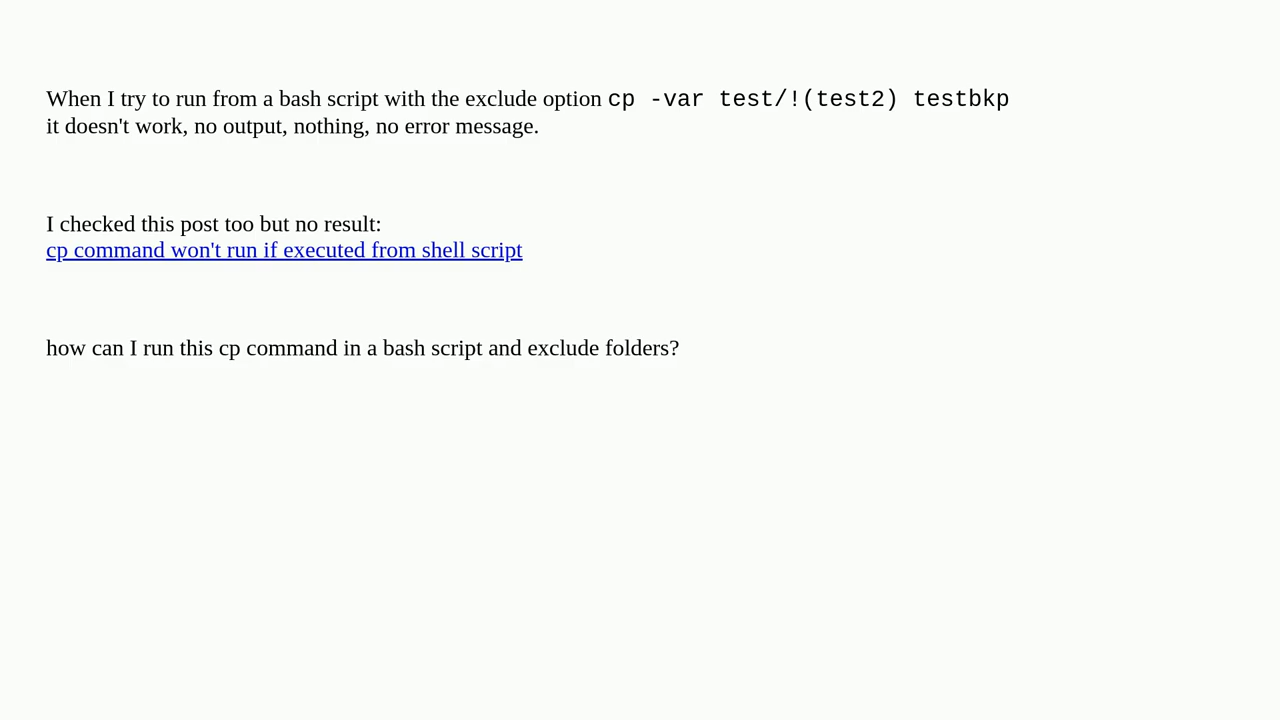 When I try to run from a bash script with the exclude option cp -var test/!(test2) testbkp
it doesn't work, no output, nothing, no error message.
I checked this post too but no result:
cp command won't run if executed from shell script
how can I run this cp command in a bash script and exclude folders?